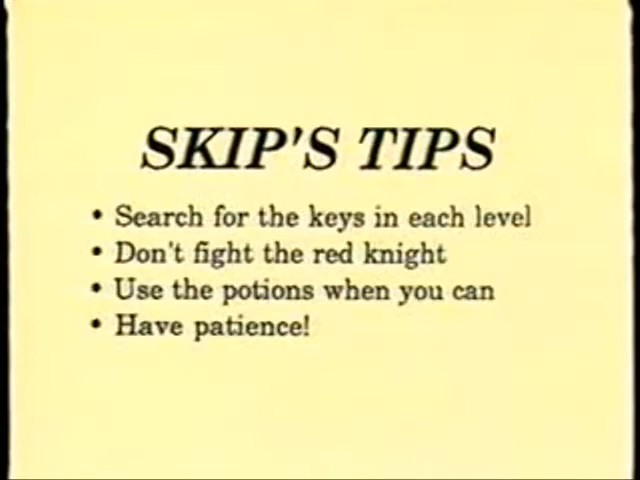 SKIP'S TIPS
• Search for the keys in each level
• Don't fight the red knight
• Use the potions when you can
• Have patience!